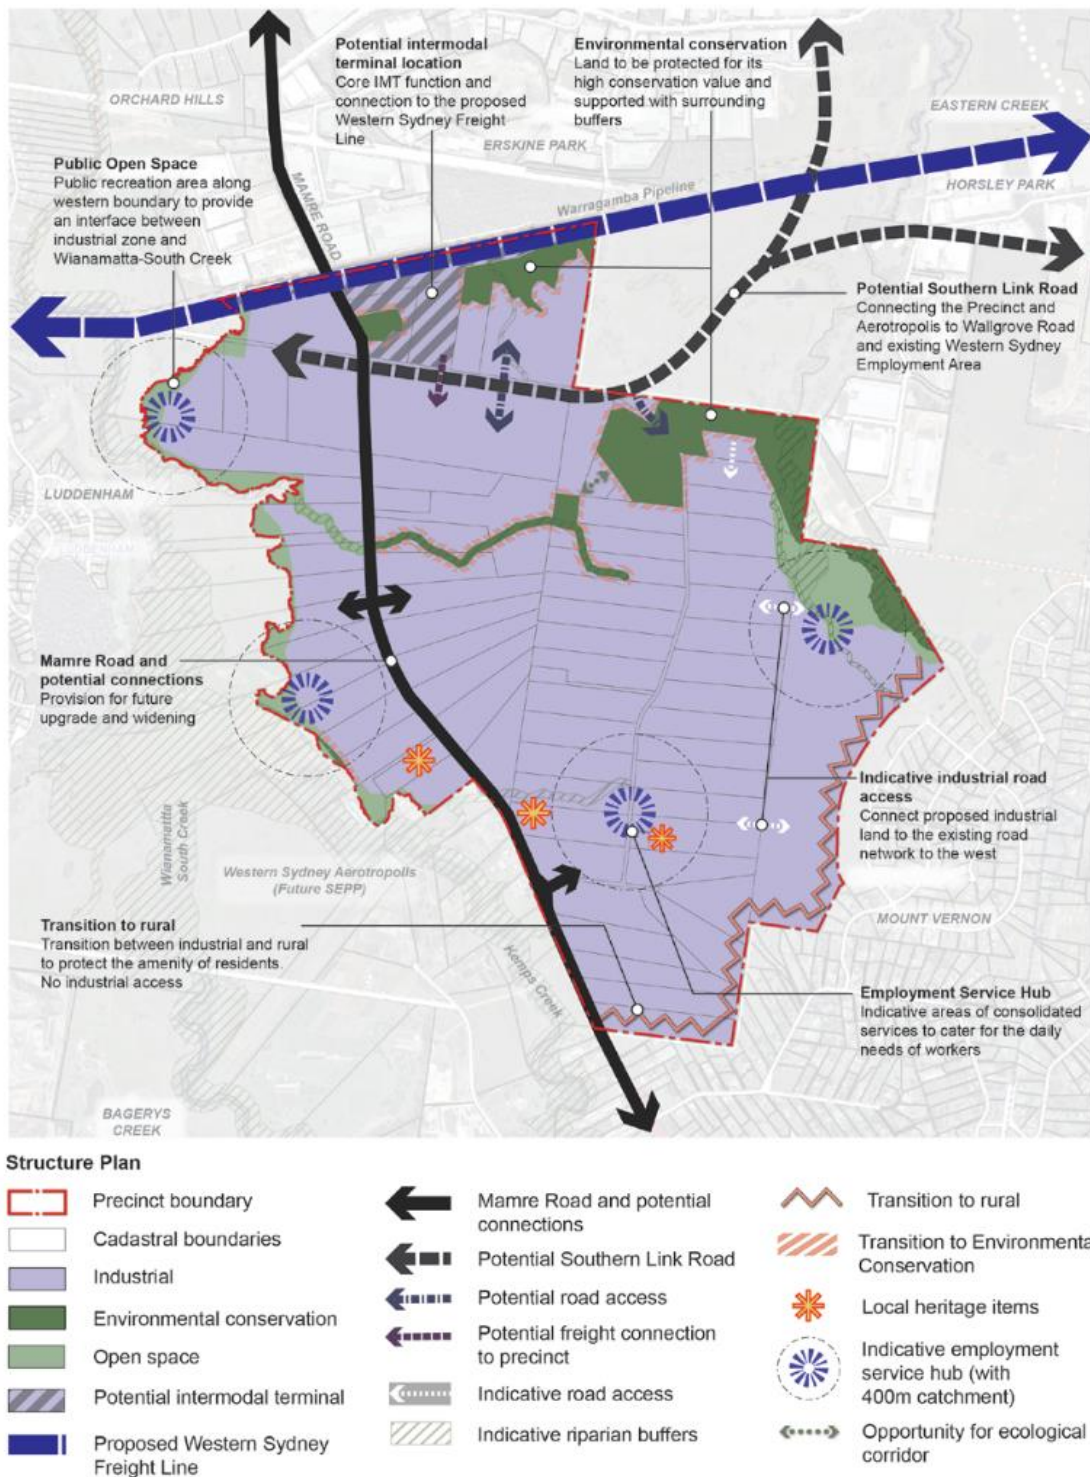 Potential intermodal
terminal location
Core IMT function and
connection to the proposed
Western Sydney Freight
Line
Environmental conservation
Land to be protected for its
high conservation value and
supported with surrounding
buffers
ORCHARD HILLS
ERSKINE PARK
EASTERN CREEK
HORSLEY PARK
Public Open Space
Public recreation area along
western boundary to provide
an interface between
industrial zone and
Wianamatta-South Creek
MAMRE ROAD
Warragamba Pipeline
Potential Southern Link Road
Connecting the Precinct and
Aerotropolis to Wallgrove Road
and existing Western Sydney
Employment Area
LUDDENHAM
Mamre Road and
potential connections
Provision for future
upgrade and widening
Wianamatta
South Creek
Western Sydney Aerotropolis
(Future SEPP)
Indicative industrial road
access
Connect proposed industrial
land to the existing road
network to the west
MOUNT VERNON
Transition to rural
Transition between industrial and rural
to protect the amenity of residents.
No industrial access
Kemps Creek
Employment Service Hub
Indicative areas of consolidated
services to cater for the daily
needs of workers
BAGERYS
CREEK
Structure Plan
Precinct boundary
Cadastral boundaries
Industrial
Environmental conservation
Open space
Potential intermodal terminal
Proposed Western Sydney
Freight Line
Mamre Road and potential
connections
Potential Southern Link Road
Potential road access
Potential freight connection
to precinct
Indicative road access
Indicative riparian buffers
Transition to rural
Transition to Environmenta
Conservation
Local heritage items
Indicative employment
service hub (with
400m catchment)
Opportunity for ecological
corridor